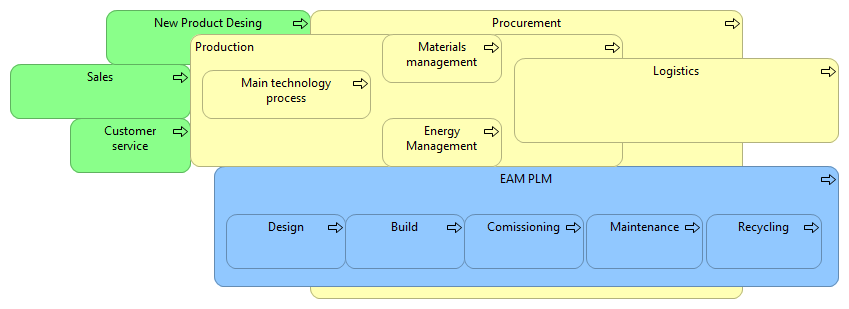 New Product Desing
Procurement
Production
Materials
management
Sales
Main technology
process
Logistics
Customer
service
Energy
Management
EAM PLM
Design
Build
Comissioning
Maintenance
Recycling